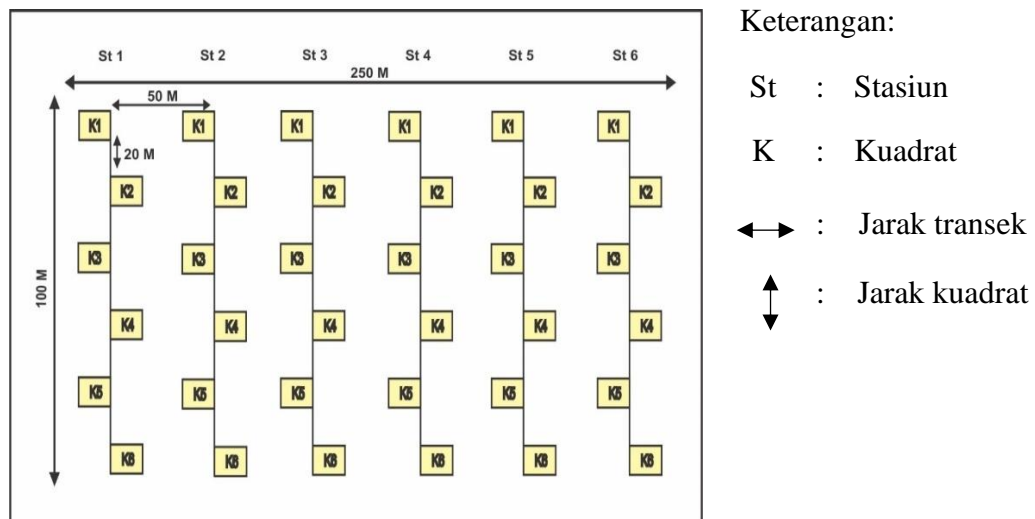 St 1 St 2 St 3 St 4 St 5 St 6
250 M
50 M
K1 K1 K1 K1 K1 K1
20 M
K2 K2 K2 K2 K2 K2
K3 K3 K3 K3 K3 K3
100 M
K4 K4 K4 K4 K4 K4
K5 K5 K5 K5 K5 K5
K6 K6 K6 K6 K6 K6
Keterangan:
St : Stasiun
K : Kuadrat
: Jarak transek
: Jarak kuadrat